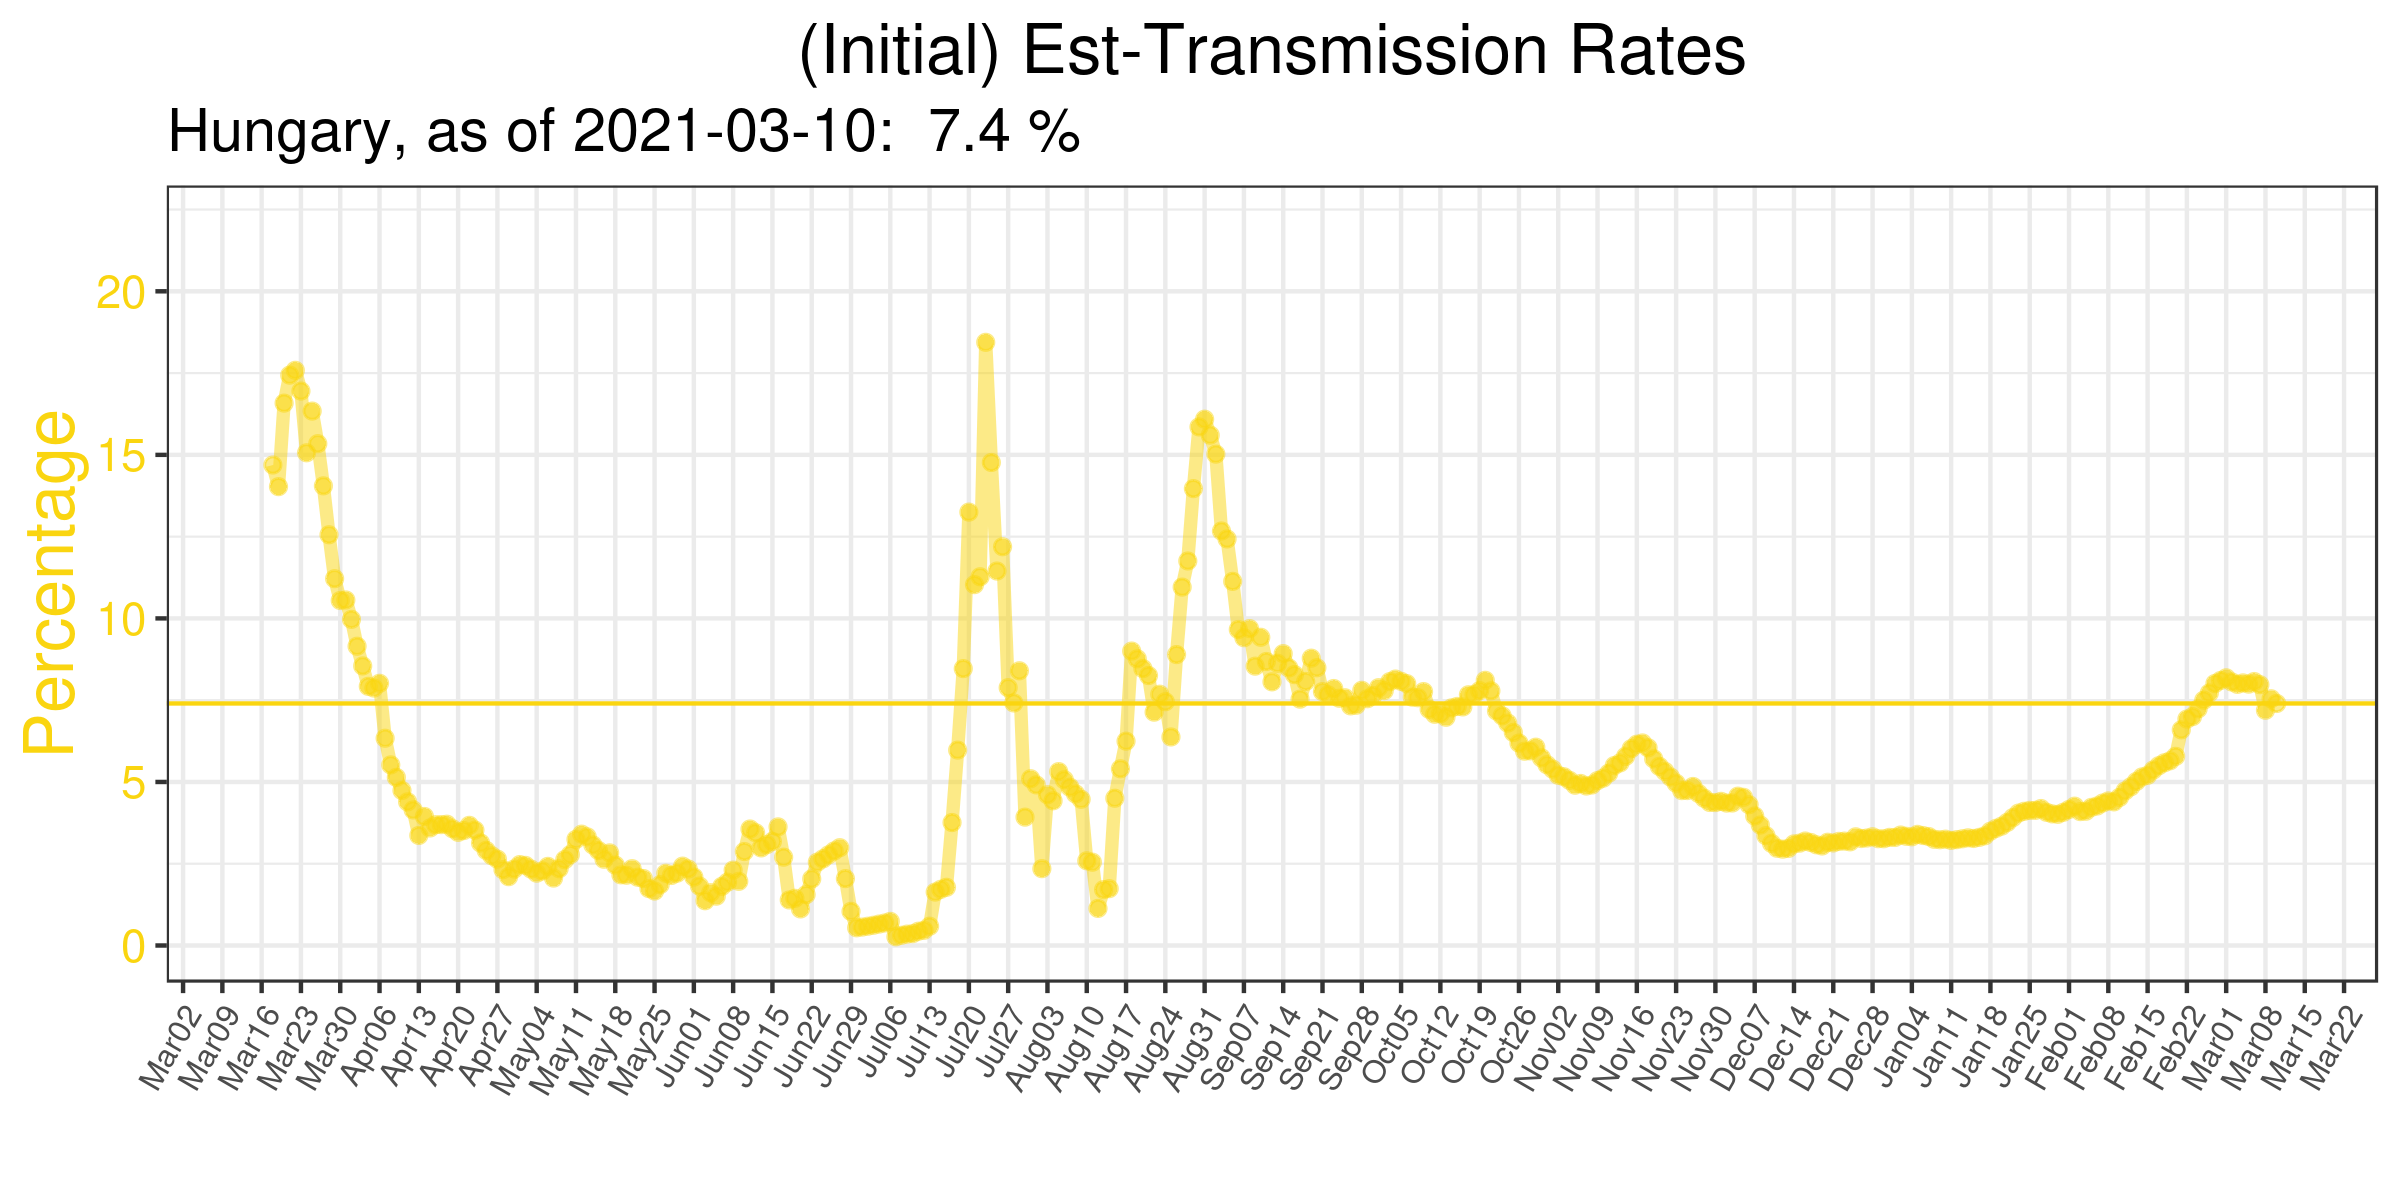 (Initial) Est-Transmission Rates
Hungary, as of 2021-03-10:  7.4 %
Percentage
20
15
10
5
0
Mar02
Mar09
Mar16
Mar23
Mar30
Apr06
Apr13
Apr20
Apr27
May04
May11
May18
May25
Jun01
Jun08
Jun15
Jun22
Jun29
Jul06
Jul13
Jul20
Jul27
Aug03
Aug10
Aug17
Aug24
Aug31
Sep07
Sep14
Sep21
Sep28
Oct05
Oct12
Oct19
Oct26
Nov02
Nov09
Nov16
Nov23
Nov30
Dec07
Dec14
Dec21
Dec28
Jan04
Jan11
Jan18
Jan25
Feb01
Feb08
Feb15
Feb22
Mar01
Mar08
Mar15
Mar22